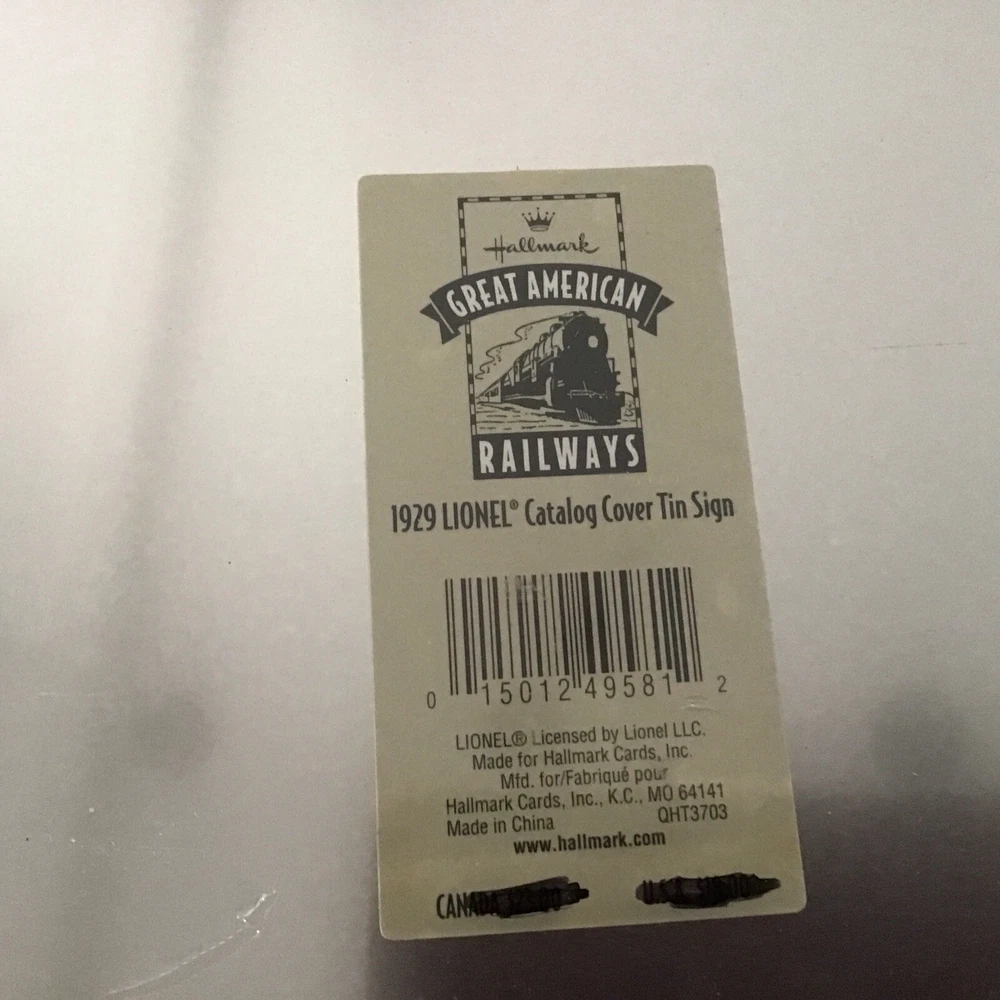 Hallmark
GREAT AMERICAN
RAILWAYS
1929 LIONEL® Catalog Cover Tin Sign
0 15012 49581 2
LIONEL® Licensed by Lionel LLC.
Made for Hallmark Cards, Inc.
Mfd. for/Fabriqué pour
Hallmark Cards, Inc., K.C., MO 64141
Made in China QHT3703
www.hallmark.com
CANADA U.S.A.